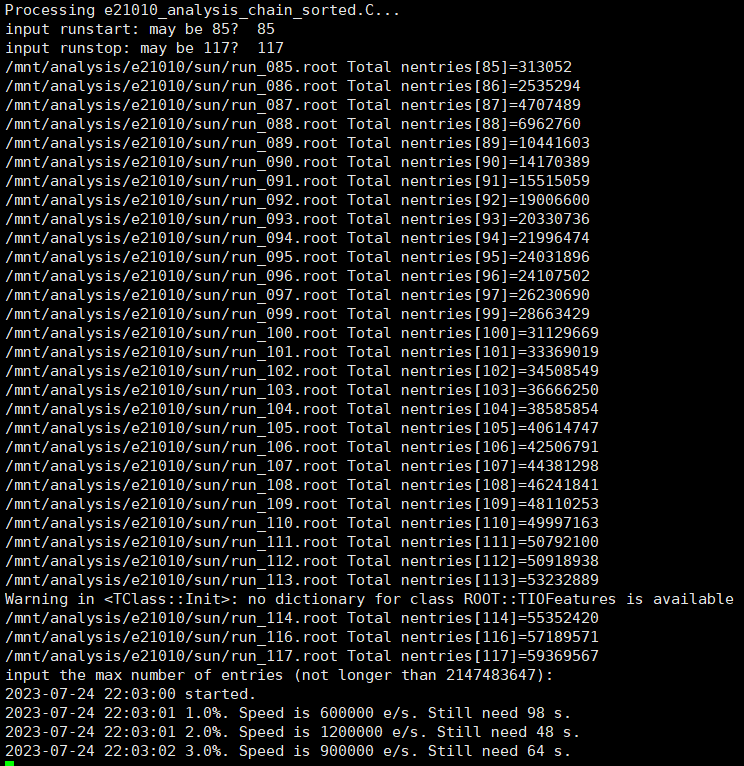 Processing e21010_analysis_chain_sorted.C...
input runstart: may be 85?  85
input runstop: may be 117?  117
/mnt/analysis/e21010/sun/run_085.root Total nentries[85]=313052
/mnt/analysis/e21010/sun/run_086.root Total nentries[86]=2535294
/mnt/analysis/e21010/sun/run_087.root Total nentries[87]=4707489
/mnt/analysis/e21010/sun/run_088.root Total nentries[88]=6962760
/mnt/analysis/e21010/sun/run_089.root Total nentries[89]=10441603
/mnt/analysis/e21010/sun/run_090.root Total nentries[90]=14170389
/mnt/analysis/e21010/sun/run_091.root Total nentries[91]=15515059
/mnt/analysis/e21010/sun/run_092.root Total nentries[92]=19006600
/mnt/analysis/e21010/sun/run_093.root Total nentries[93]=20330736
/mnt/analysis/e21010/sun/run_094.root Total nentries[94]=21996474
/mnt/analysis/e21010/sun/run_095.root Total nentries[95]=24031896
/mnt/analysis/e21010/sun/run_096.root Total nentries[96]=24107502
/mnt/analysis/e21010/sun/run_097.root Total nentries[97]=26230690
/mnt/analysis/e21010/sun/run_099.root Total nentries[99]=28663429
/mnt/analysis/e21010/sun/run_100.root Total nentries[100]=31129669
/mnt/analysis/e21010/sun/run_101.root Total nentries[101]=33369019
/mnt/analysis/e21010/sun/run_102.root Total nentries[102]=34508549
/mnt/analysis/e21010/sun/run_103.root Total nentries[103]=36666250
/mnt/analysis/e21010/sun/run_104.root Total nentries[104]=38585854
/mnt/analysis/e21010/sun/run_105.root Total nentries[105]=40614747
/mnt/analysis/e21010/sun/run_106.root Total nentries[106]=42506791
/mnt/analysis/e21010/sun/run_107.root Total nentries[107]=44381298
/mnt/analysis/e21010/sun/run_108.root Total nentries[108]=46241841
/mnt/analysis/e21010/sun/run_109.root Total nentries[109]=48110253
/mnt/analysis/e21010/sun/run_110.root Total nentries[110]=49997163
/mnt/analysis/e21010/sun/run_111.root Total nentries[111]=50792100
/mnt/analysis/e21010/sun/run_112.root Total nentries[112]=50918938
/mnt/analysis/e21010/sun/run_113.root Total nentries[113]=53232889
Warning in <TClass::Init>: no dictionary for class ROOT::TIOFeatures is available
/mnt/analysis/e21010/sun/run_114.root Total nentries[114]=55352420
/mnt/analysis/e21010/sun/run_116.root Total nentries[116]=57189571
/mnt/analysis/e21010/sun/run_117.root Total nentries[117]=59369567
input the max number of entries (not longer than 2147483647):
2023-07-24 22:03:00 started.
2023-07-24 22:03:01 1.0%. Speed is 600000 e/s. Still need 98 s.
2023-07-24 22:03:01 2.0%. Speed is 1200000 e/s. Still need 48 s.
2023-07-24 22:03:02 3.0%. Speed is 900000 e/s. Still need 64 s.